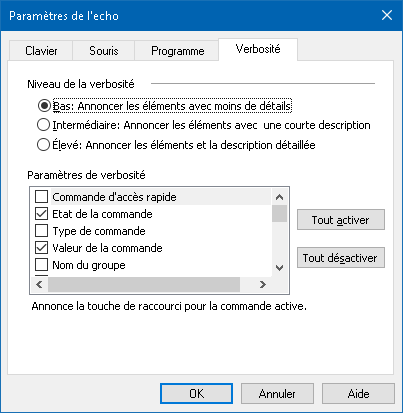 Paramètres de l'echo
Clavier
Souris
Programme
Verbosité
Niveau de la verbosité
Bas: Annoncer les éléments avec moins de détails
Intermédiaire: Annoncer les éléments avec une courte description
Élevé: Annoncer les éléments et la description détaillée
Paramètres de verbosité
Commande d'accès rapide
Etat de la commande
Type de commande
Valeur de la commande
Nom du groupe
Tout activer
Tout désactiver
Annonce la touche de raccourci pour la commande active.
OK
Annuler
Aide